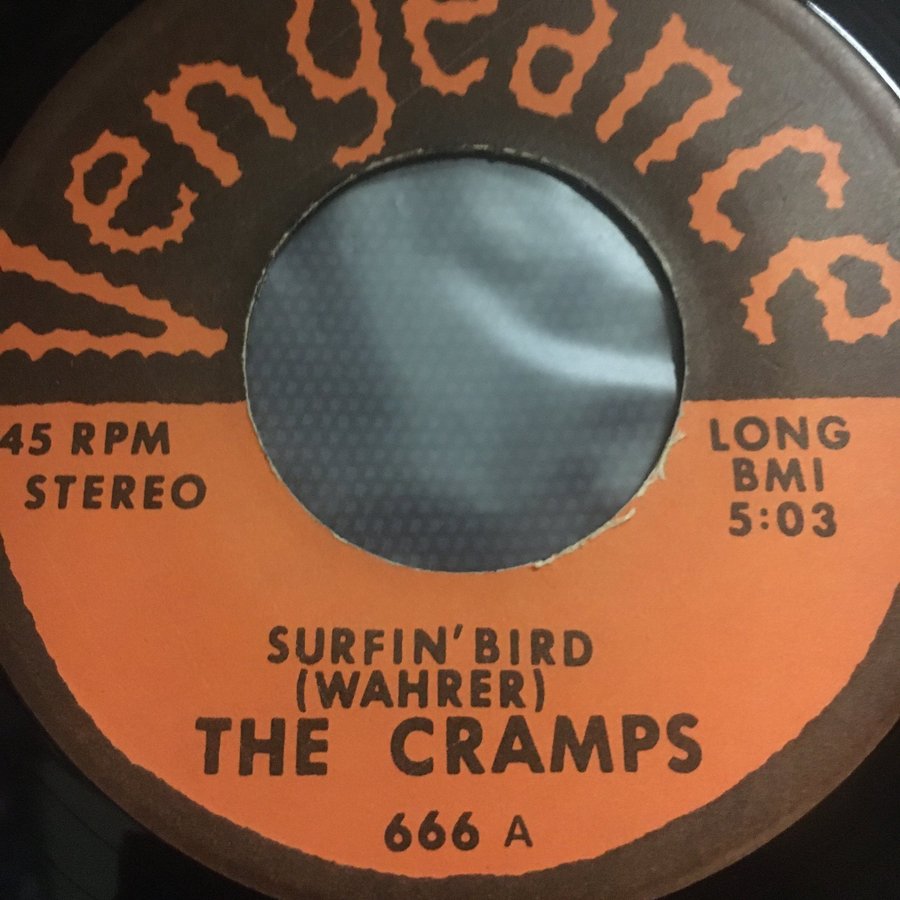 Vengeance
45 RPM
STEREO
LONG
BMI
5:03
SURFIN' BIRD
(WAHRER)
THE CRAMPS
666 A